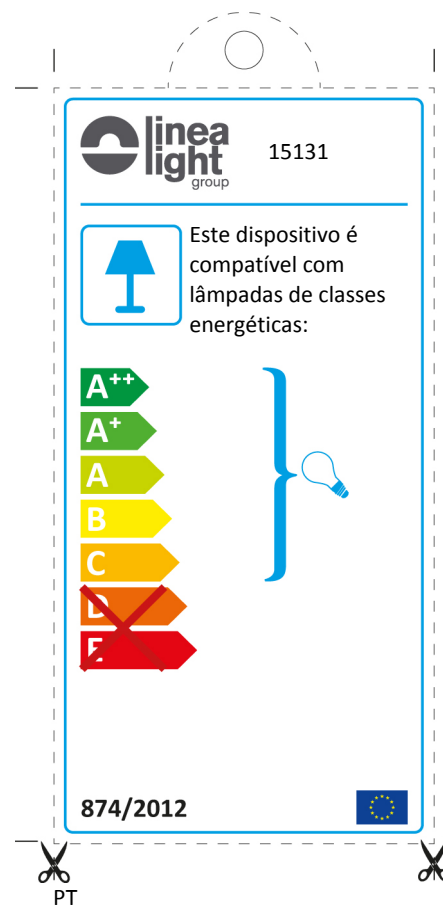 linea
light
group
15131
Este dispositivo é
compatível com
lâmpadas de classes
energéticas:
A++
A+
A
B
C
D
E
874/2012
PT